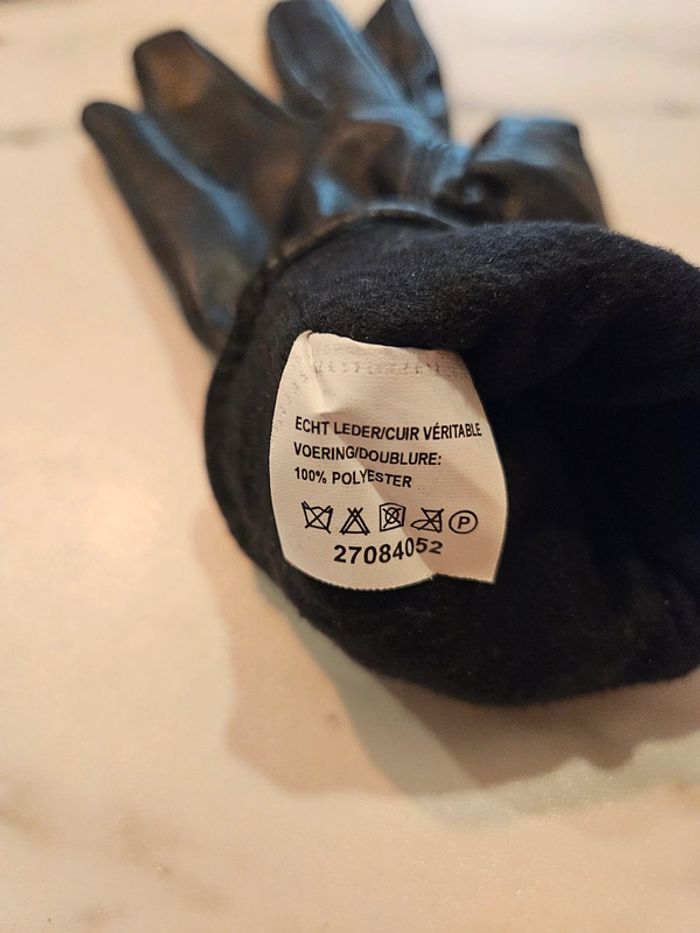 ECHT LEDER/CUIR VÉRITABLE
VOERING/DOUBLURE:
100% POLYESTER
P
27084052